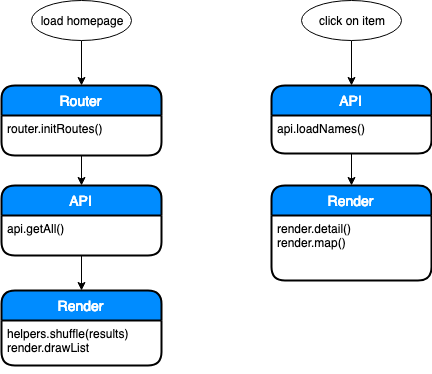 load homepage
Router
router.initRoutes()
API
api.getAll()
Render
helpers.shuffle(results)
render.drawList
click on item
API
api.loadNames()
Render
render.detail()
render.map()